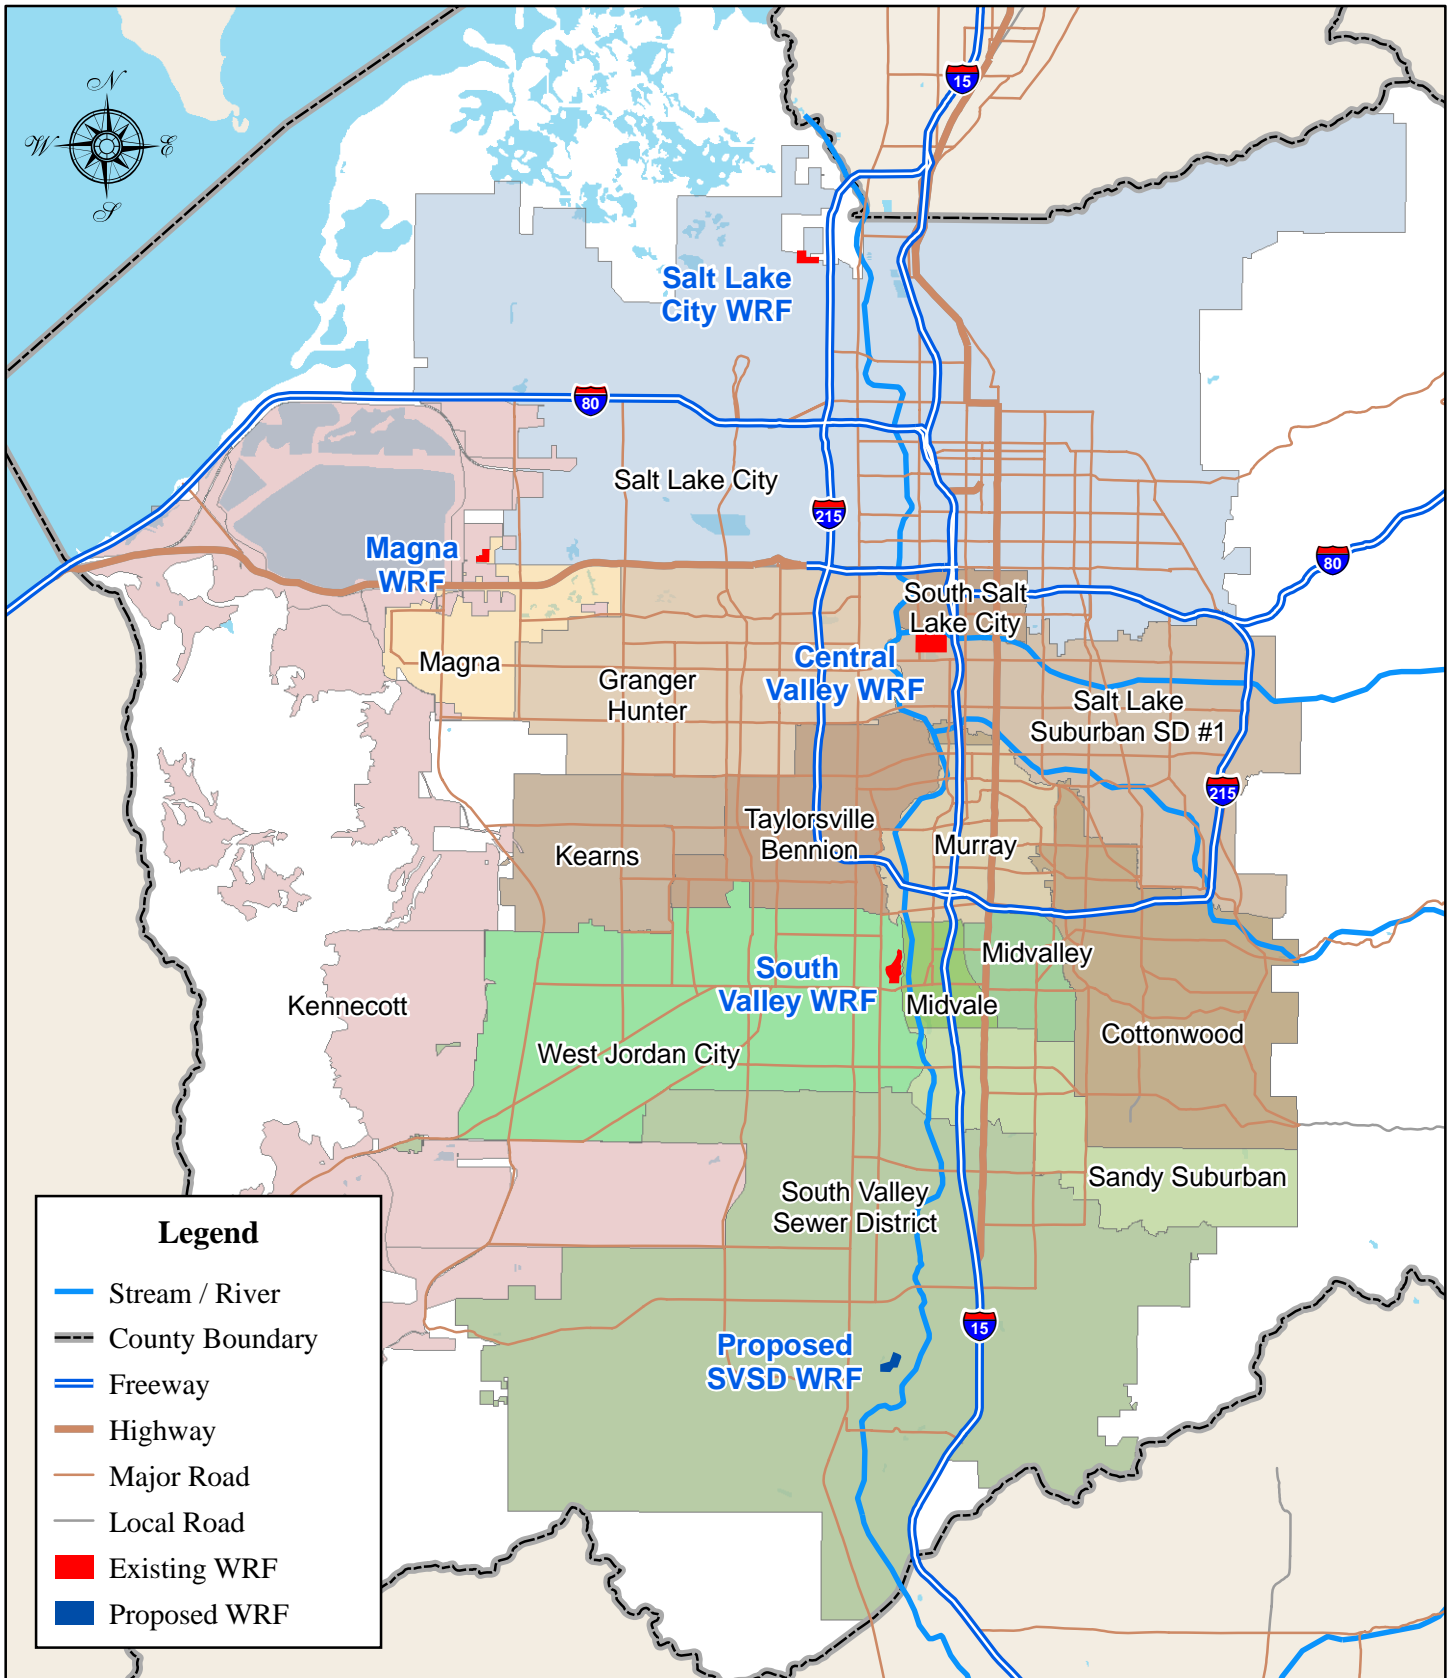 N
W
E
S
15
Salt Lake
City WRF
80
Salt Lake City
215
Magna
WRF
80
South Salt
Lake City
Magna
Central
Valley WRF
Granger
Hunter
Salt Lake
Suburban SD #1
215
Taylorsville
Bennion
Murray
Kearns
Midvalley
South
Valley WRF
Kennecott
Midvale
Cottonwood
West Jordan City
Sandy Suburban
South Valley
Sewer District
15
Proposed
SVSD WRF
Legend
Stream / River
County Boundary
Freeway
Highway
Major Road
Local Road
Existing WRF
Proposed WRF